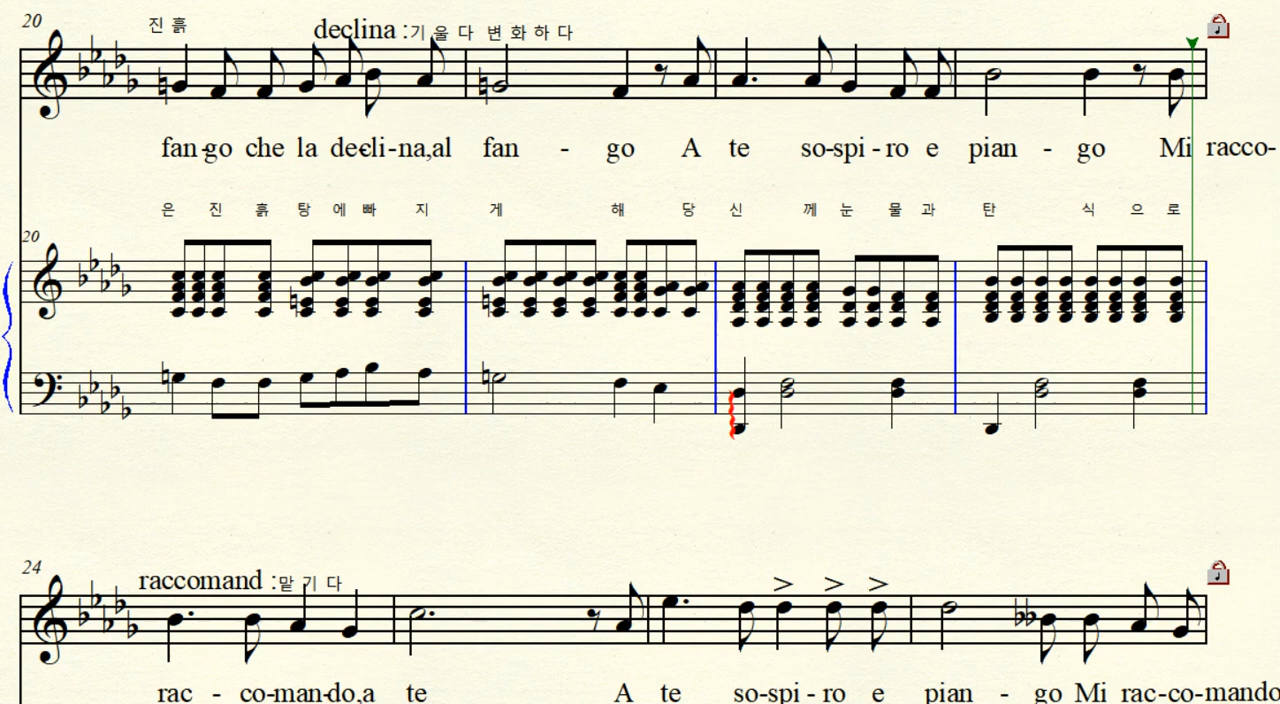 20
진 흙 declina :기 울 다 변 화 하 다
fan-go che la de-cli-na,al fan - go A te so-spi - ro e pian - go Mi racco-
은 진 흙 탕 에 빠 지 게 해 당 신 께 눈 물 과 탄 식 으 로
20
24
raccomand :맡 기 다
rac - co-man-do,a te A te so-spi - ro e pian - go Mi rac-co-mando